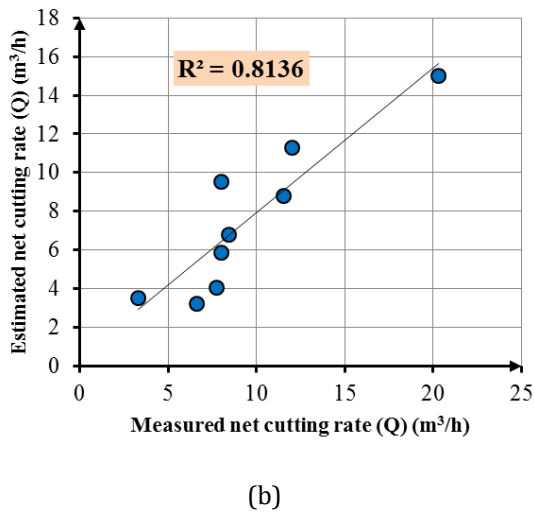 18
16
14
12
10
8
6
4
2
0
Estimated net cutting rate (Q) (m³/h)
R² = 0.8136
0 5 10 15 20 25
Measured net cutting rate (Q) (m³/h)
(b)